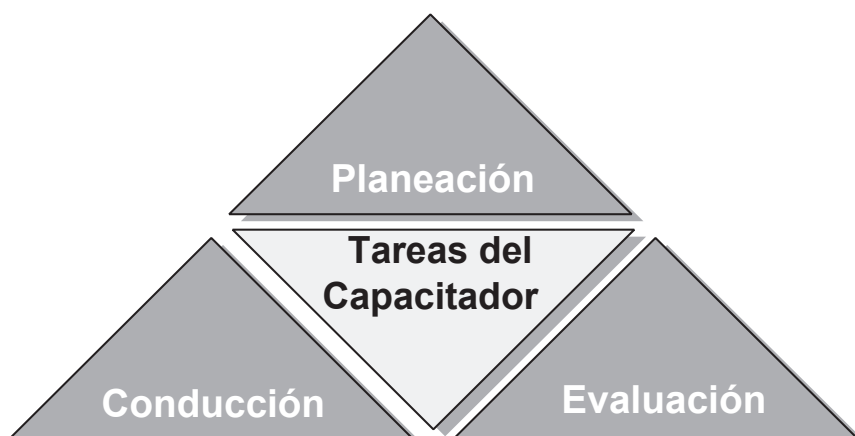 Planeación
Tareas del
Capacitador
Conducción
Evaluación